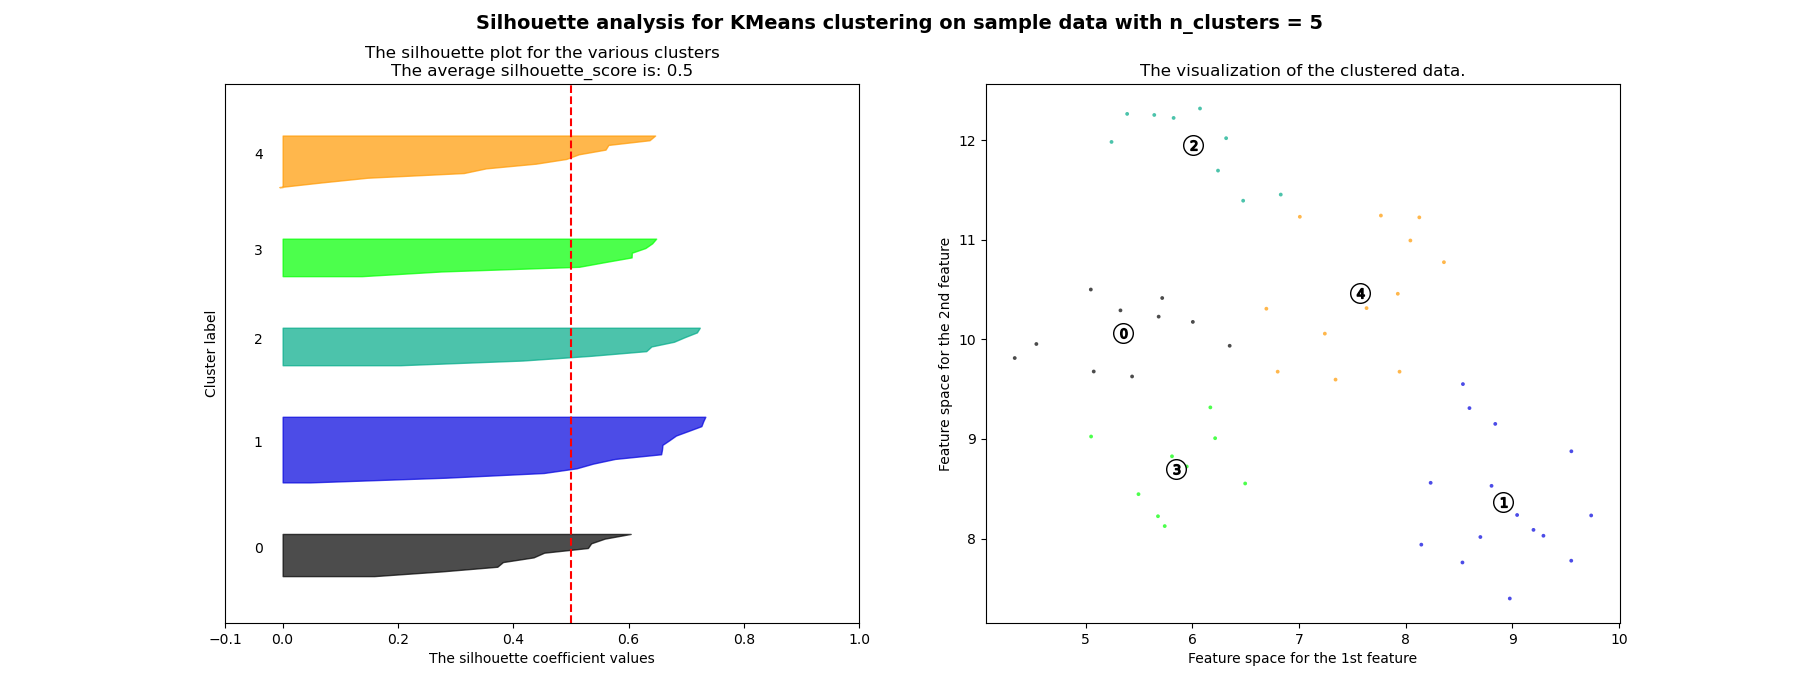 Silhouette analysis for KMeans clustering on sample data with n_clusters = 5
The silhouette plot for the various clusters
The average silhouette_score is: 0.5
Cluster label
4
3
2
1
0
−0.1 0.0 0.2 0.4 0.6 0.8 1.0
The silhouette coefficient values
The visualization of the clustered data.
Feature space for the 2nd feature
12
11
10
9
8
2
4
0
3
1
5 6 7 8 9 10
Feature space for the 1st feature